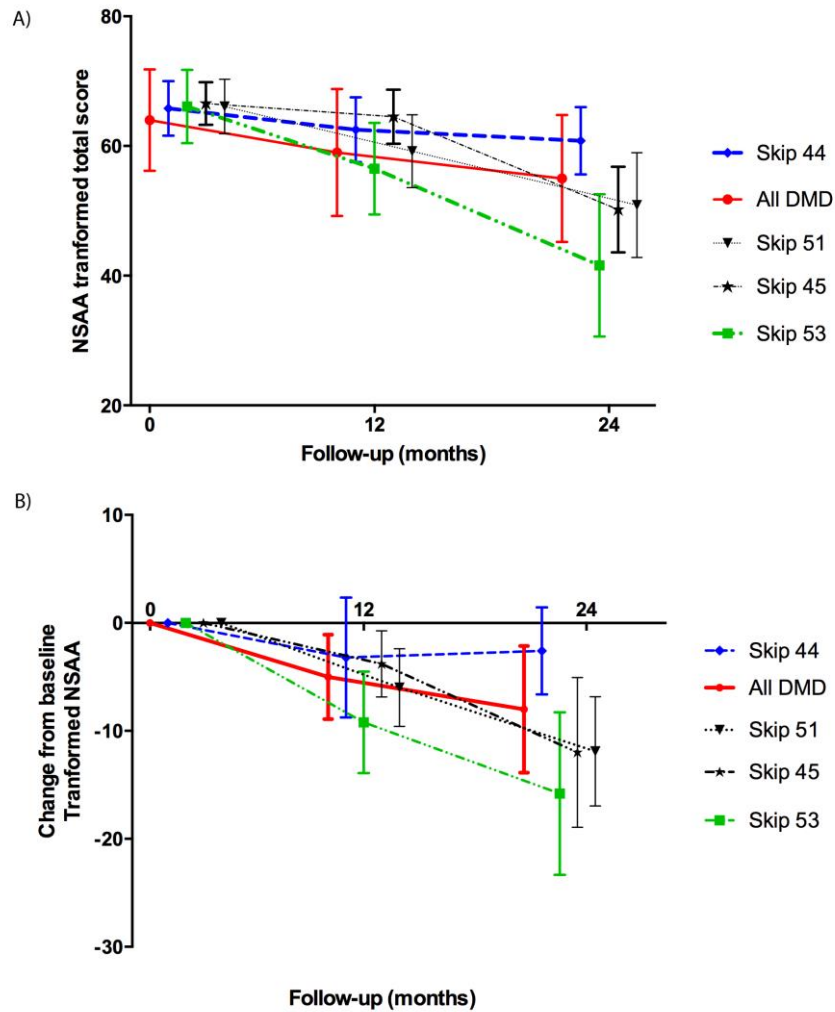 A)
80
60
40
20
NSAA tranformed total score
0
12
24
Follow-up (months)
Skip 44
All DMD
Skip 51
Skip 45
Skip 53
B)
10
0
-10
-20
-30
Change from baseline
Tranformed NSAA
0
12
24
Follow-up (months)
Skip 44
All DMD
Skip 51
Skip 45
Skip 53